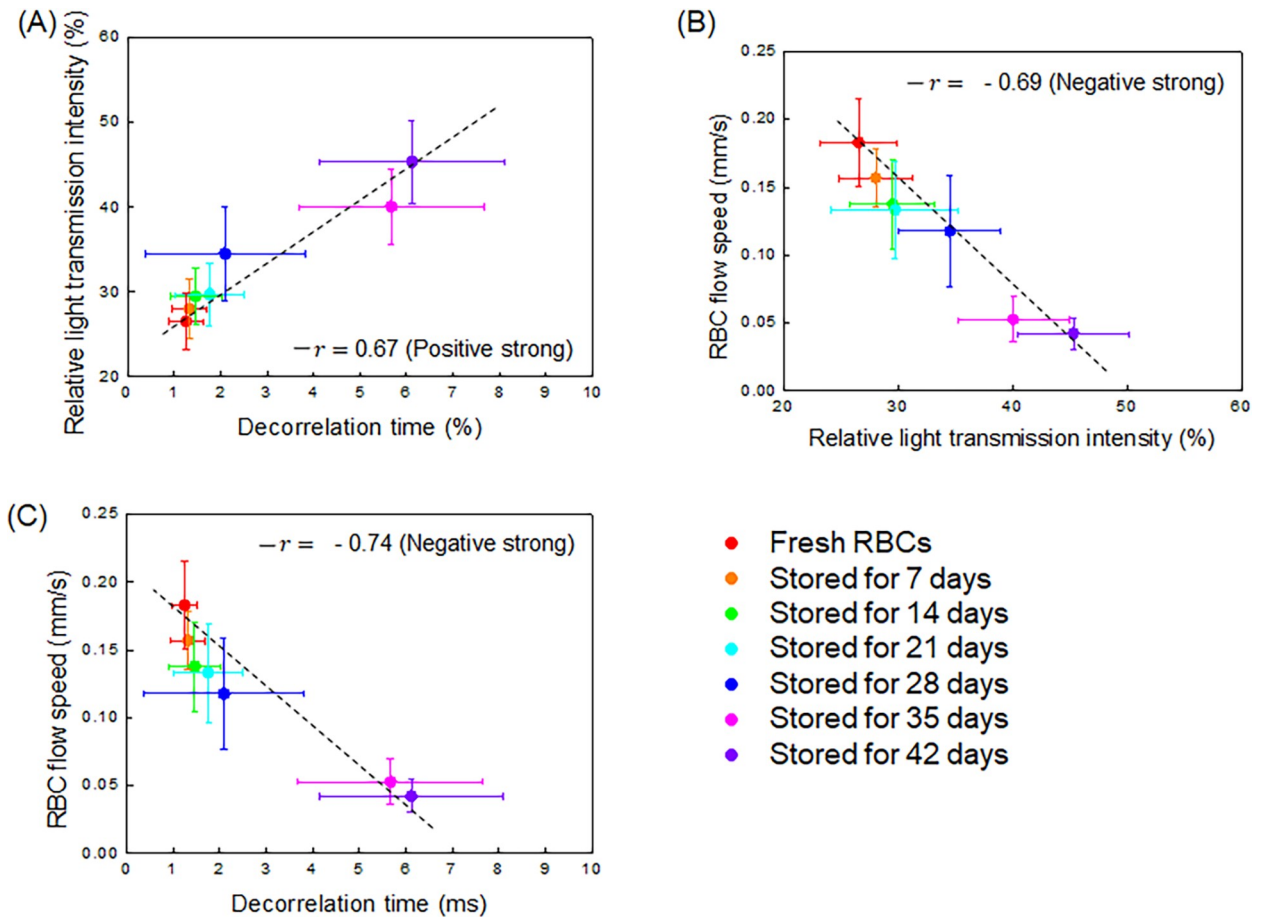 (A)
Relative light transmission intensity (%)
60
50
40
30
20
−r = 0.67 (Positive strong)
1 2 3 4 5 6 7 8 9 10
Decorrelation time (%)
(B)
RBC flow speed (mm/s)
0.25
0.20
0.15
0.10
0.05
0.00
−r = - 0.69 (Negative strong)
20 30 40 50 60
Relative light transmission intensity (%)
(C)
RBC flow speed (mm/s)
0.25
0.20
0.15
0.10
0.05
0.00
−r = - 0.74 (Negative strong)
0 1 2 3 4 5 6 7 8 9 10
Decorrelation time (ms)
Fresh RBCs
Stored for 7 days
Stored for 14 days
Stored for 21 days
Stored for 28 days
Stored for 35 days
Stored for 42 days